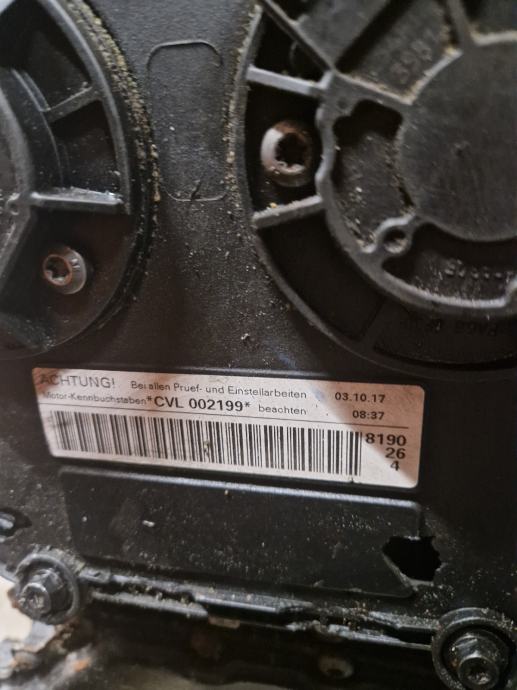 ACHTUNG! Bei allen Pruef- und Einstellarbeiten 03.10.17
Motor-Kennbuchstaben*CVL 002199* beachten 08:37
8190
26
4